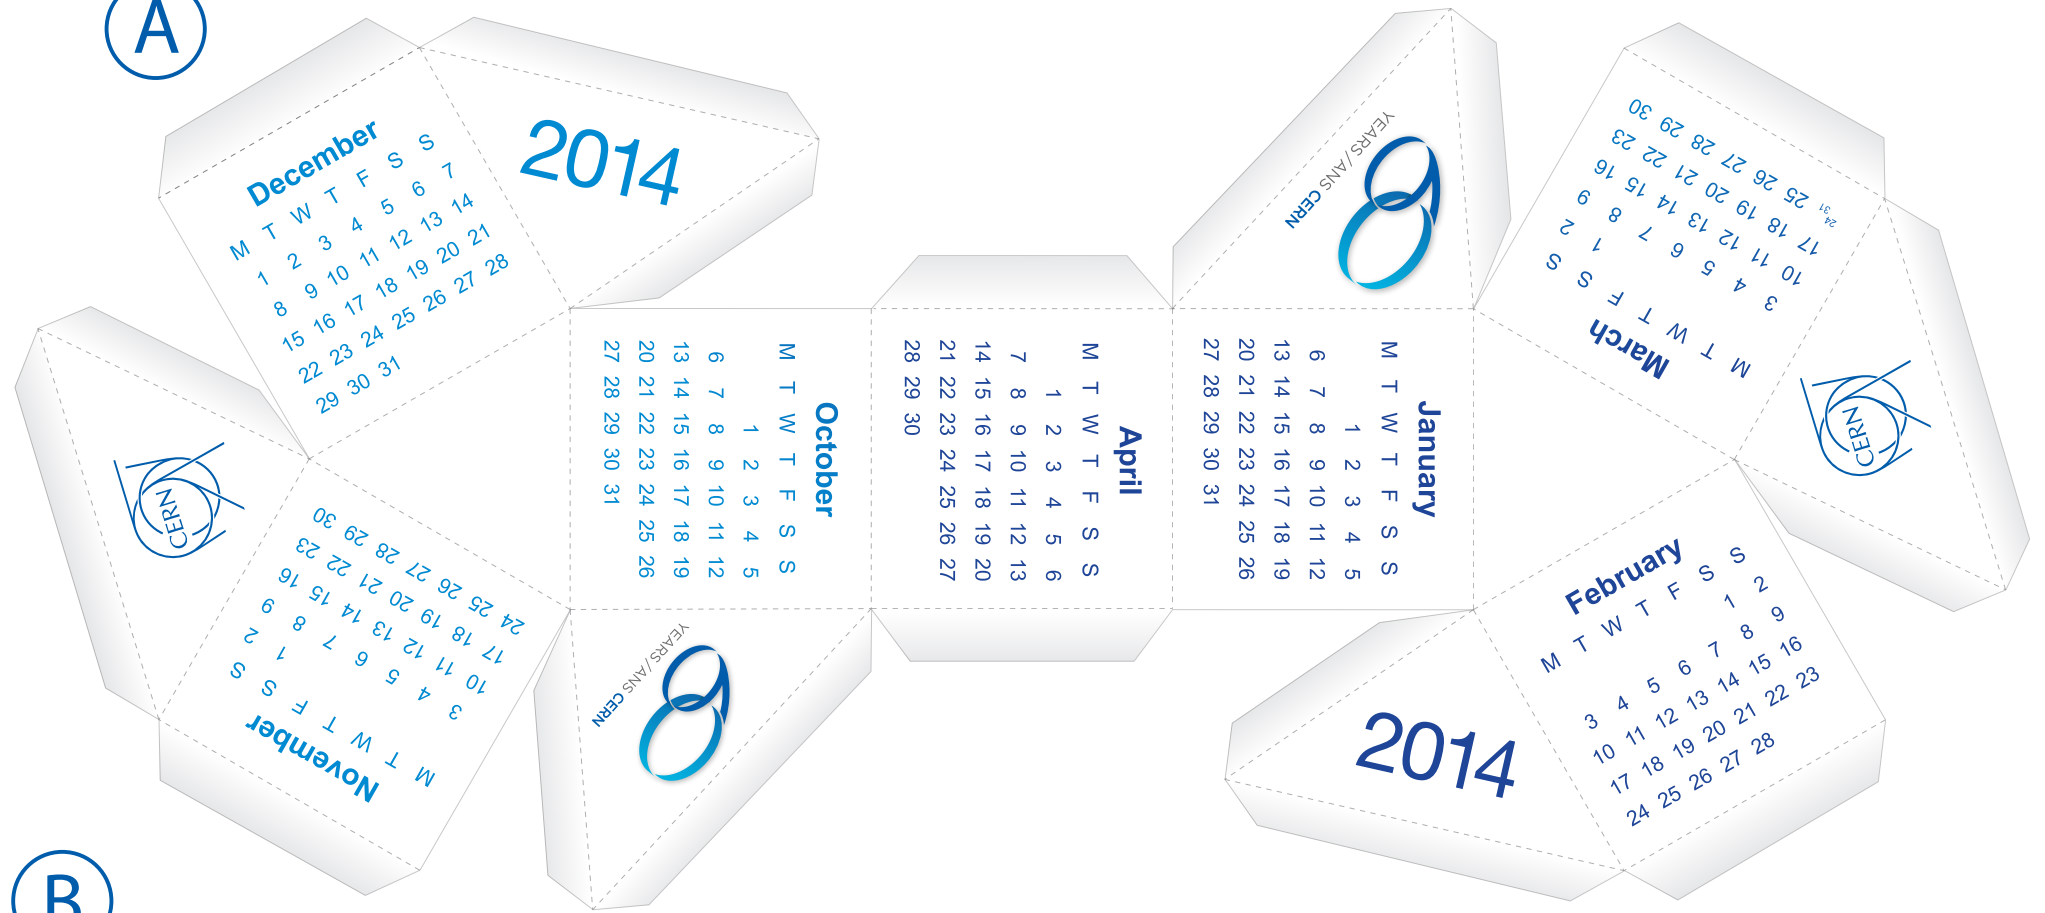 A
December
M T W T F S S
1 2 3 4 5 6 7
8 9 10 11 12 13 14
15 16 17 18 19 20 21
22 23 24 25 26 27 28
29 30 31
2014
CERN
November
M T W T F S S
1 2
3 4 5 6 7 8 9
10 11 12 13 14 15 16
17 18 19 20 21 22 23
24 25 26 27 28 29 30
October
M T W T F S S
1 2 3 4 5
6 7 8 9 10 11 12
13 14 15 16 17 18 19
20 21 22 23 24 25 26
27 28 29 30 31
YEARS/ANS CERN
60
April
M T W T F S S
1 2 3 4 5 6
7 8 9 10 11 12 13
14 15 16 17 18 19 20
21 22 23 24 25 26 27
28 29 30
YEARS/ANS CERN
60
January
M T W T F S S
1 2 3 4 5
6 7 8 9 10 11 12
13 14 15 16 17 18 19
20 21 22 23 24 25 26
27 28 29 30 31
March
M T W T F S S
1 2
3 4 5 6 7 8 9
10 11 12 13 14 15 16
17 18 19 20 21 22 23
24/31 25 26 27 28 29 30
CERN
February
M T W T F S S
1 2
3 4 5 6 7 8 9
10 11 12 13 14 15 16
17 18 19 20 21 22 23
24 25 26 27 28
2014
B